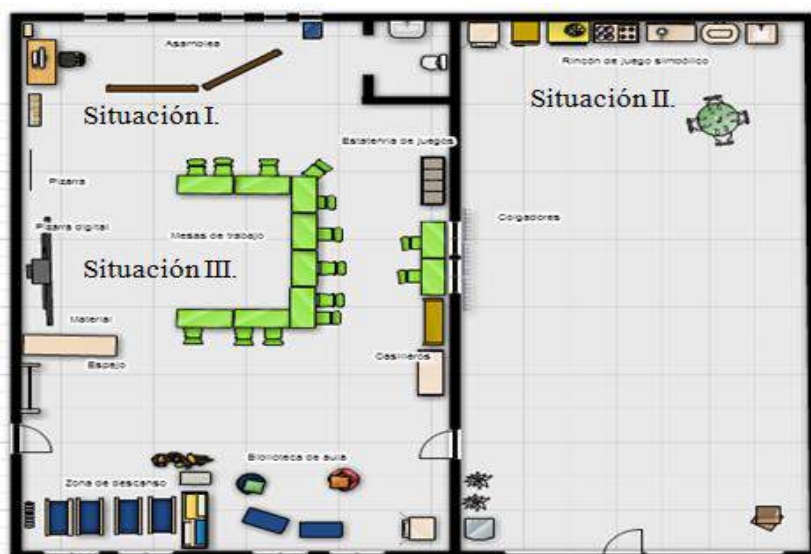 Asamblea
Rincón de juego simbólico
Situación I.
Situación II.
Estatenria de juegos
Pizarra
Colgadores
Pizarra digital
Mesas de trabajo
Situación III.
Material
Casilleros
Espejo
Biblioteca de aula
Zona de descanso